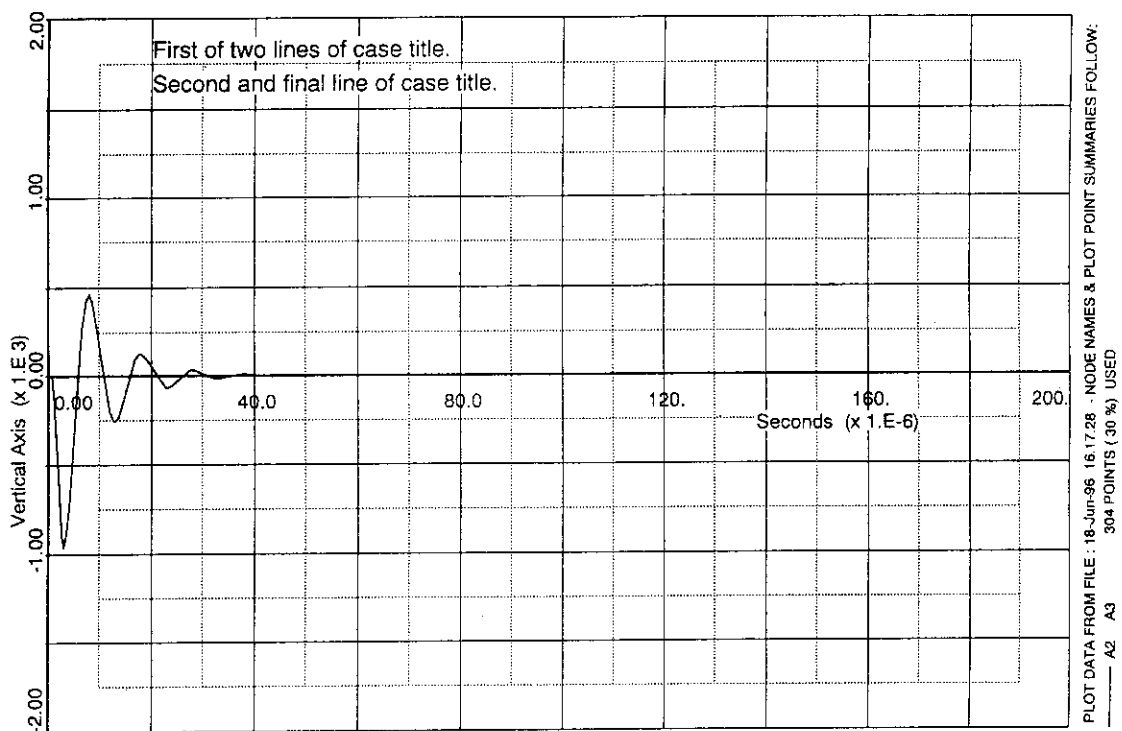 First of two lines of case title.
Second and final line of case title.
2.00
1.00
0.00
-1.00
-2.00
Vertical Axis (x 1.E 3)
0.00
40.0
80.0
120.
160.
200.
Seconds (x 1.E-6)
PLOT DATA FROM FILE : 18-Jun-96 16.17.28 - NODE NAMES & PLOT POINT SUMMARIES FOLLOW:
A2 A3 304 POINTS ( 30 %) USED